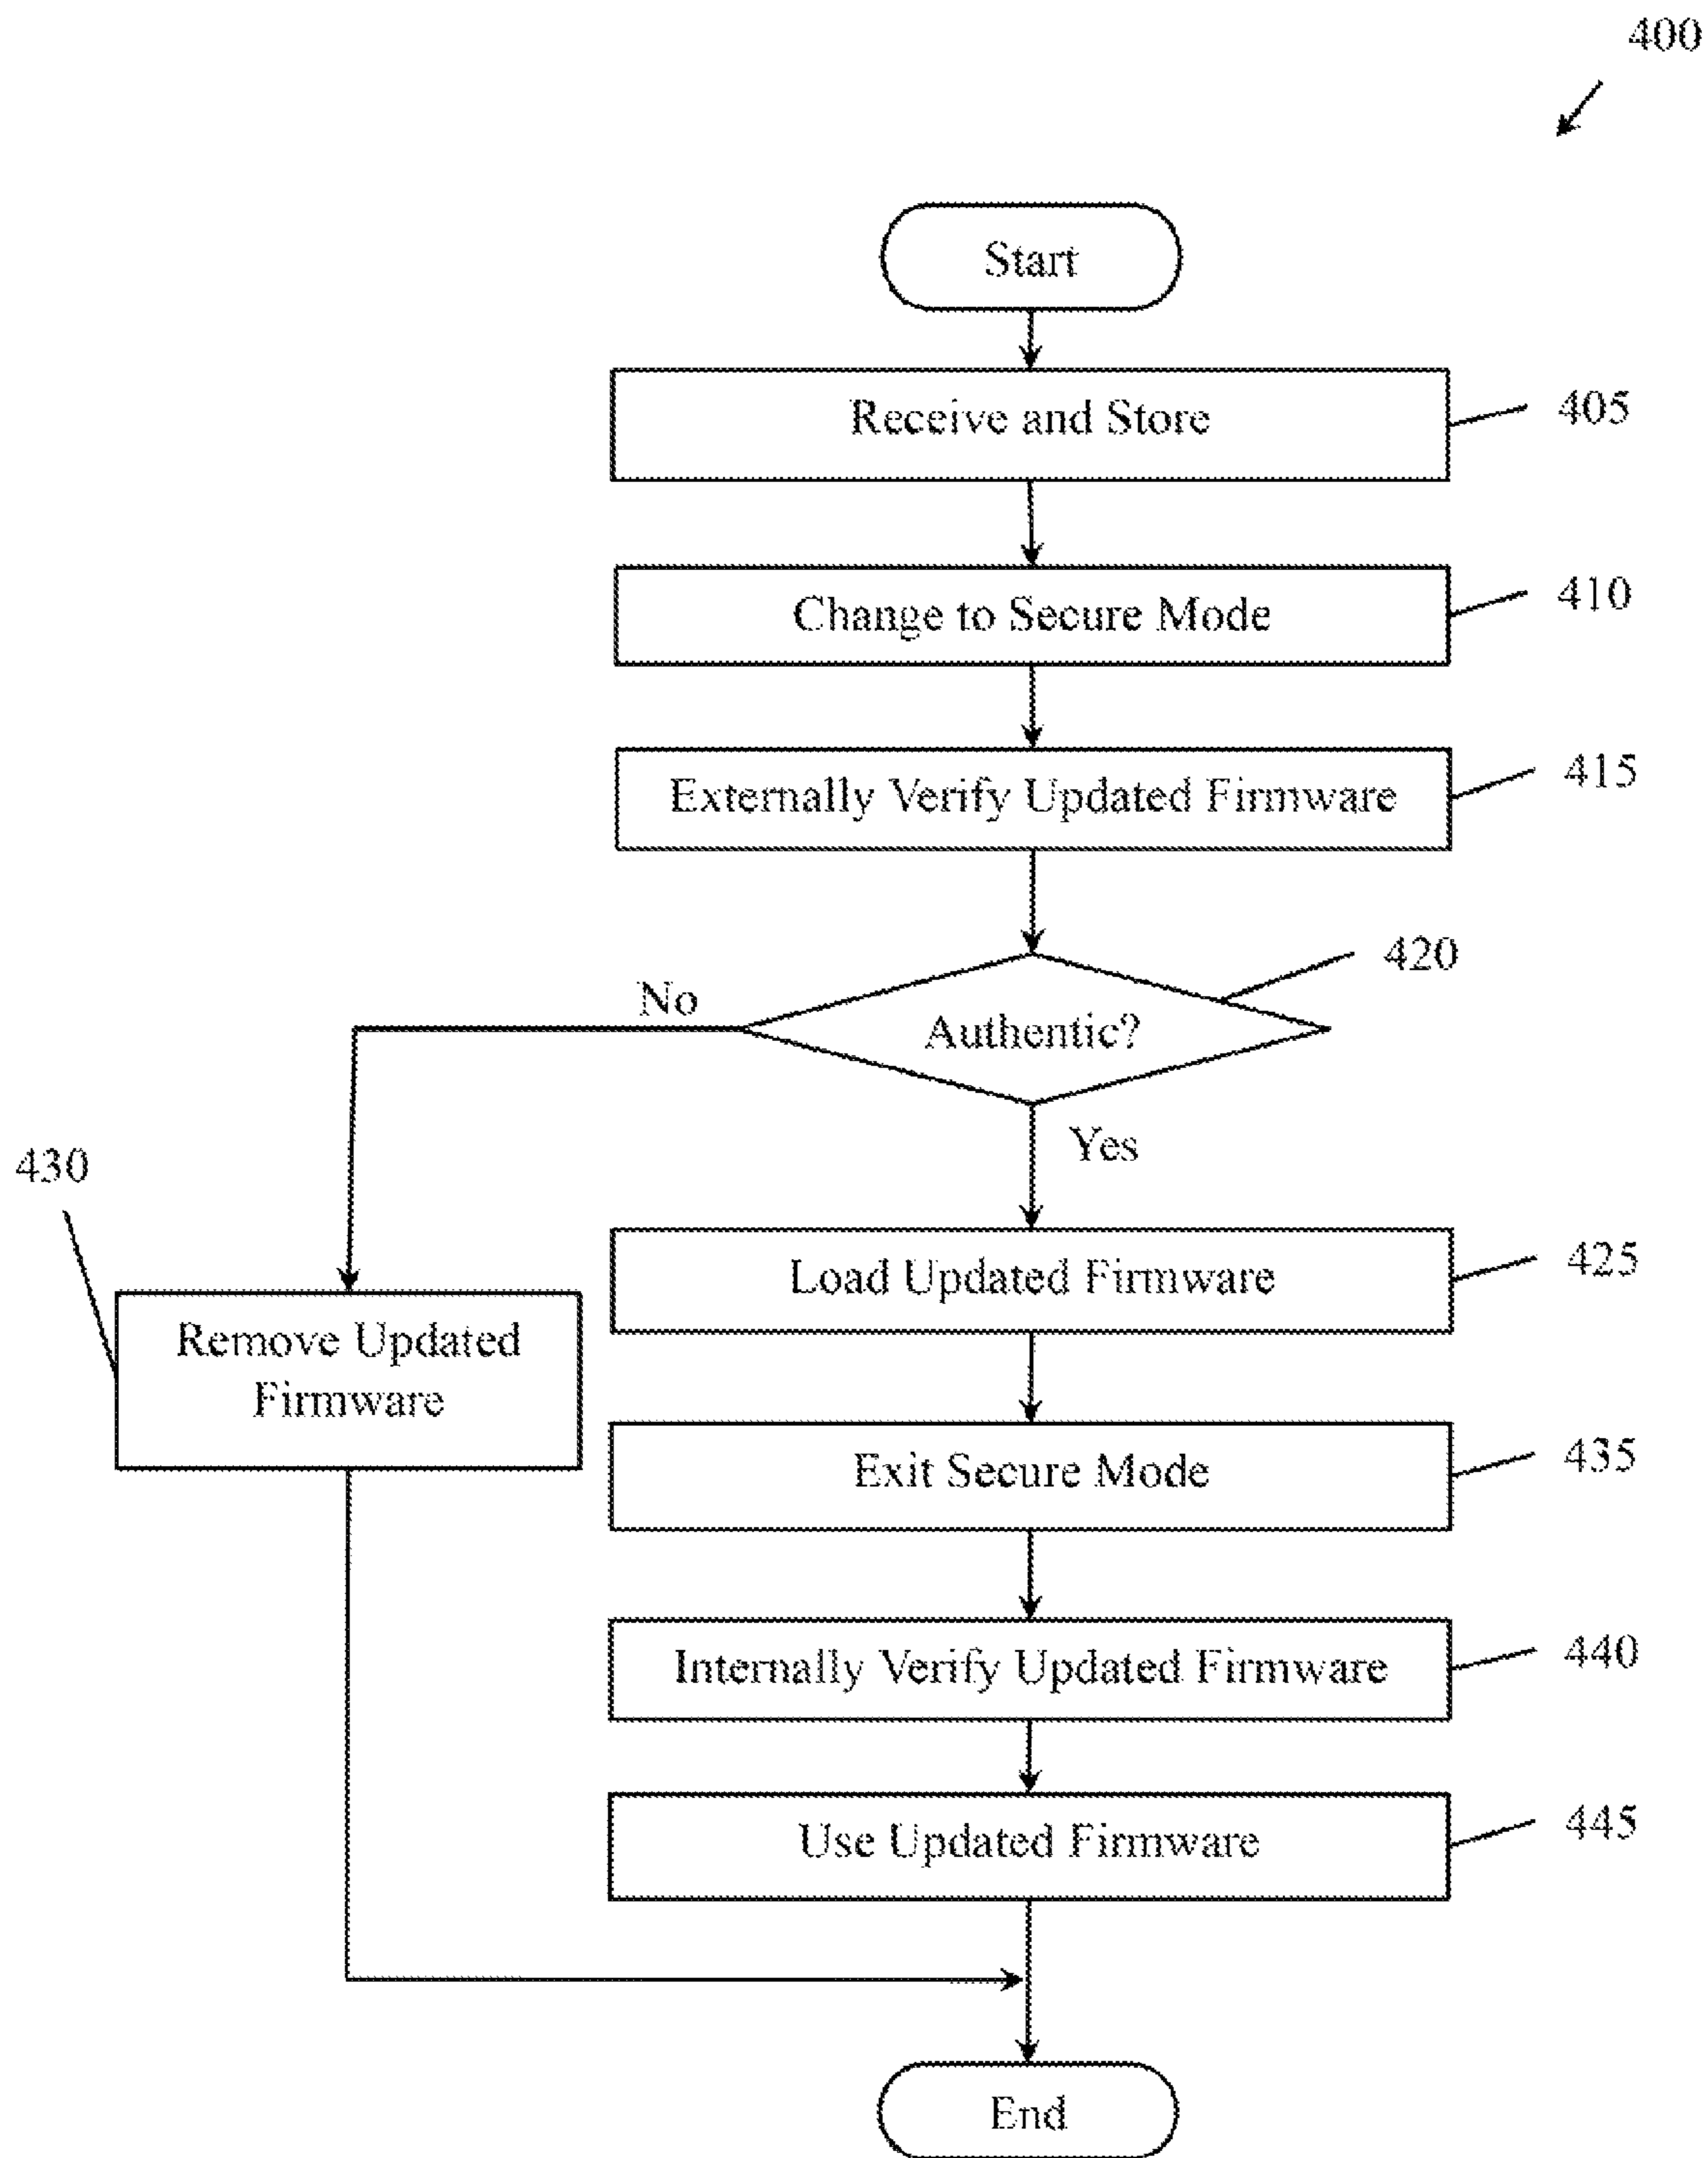 400
Start
Receive and Store
405
Change to Secure Mode
410
Externally Verify Updated Firmware
415
420
No
Authentic?
Yes
430
Load Updated Firmware
425
Remove Updated
Firmware
Exit Secure Mode
435
Internally Verify Updated Firmware
440
Use Updated Firmware
445
End